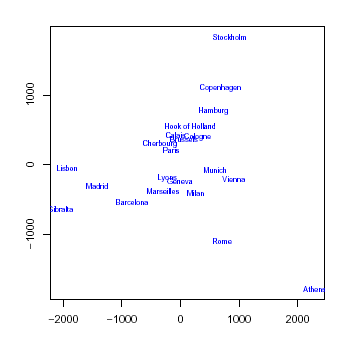 Stockholm
Copenhagen
1000
Hamburg
Hook of Holland
Calais
Cologne
Brussels
Cherbourg
Paris
0
Lisbon
Munich
Lyons
Geneva
Vienna
Madrid
Marseilles
Milan
Barcelona
Gibralta
−1000
Rome
Athens
−2000 −1000 0 1000 2000